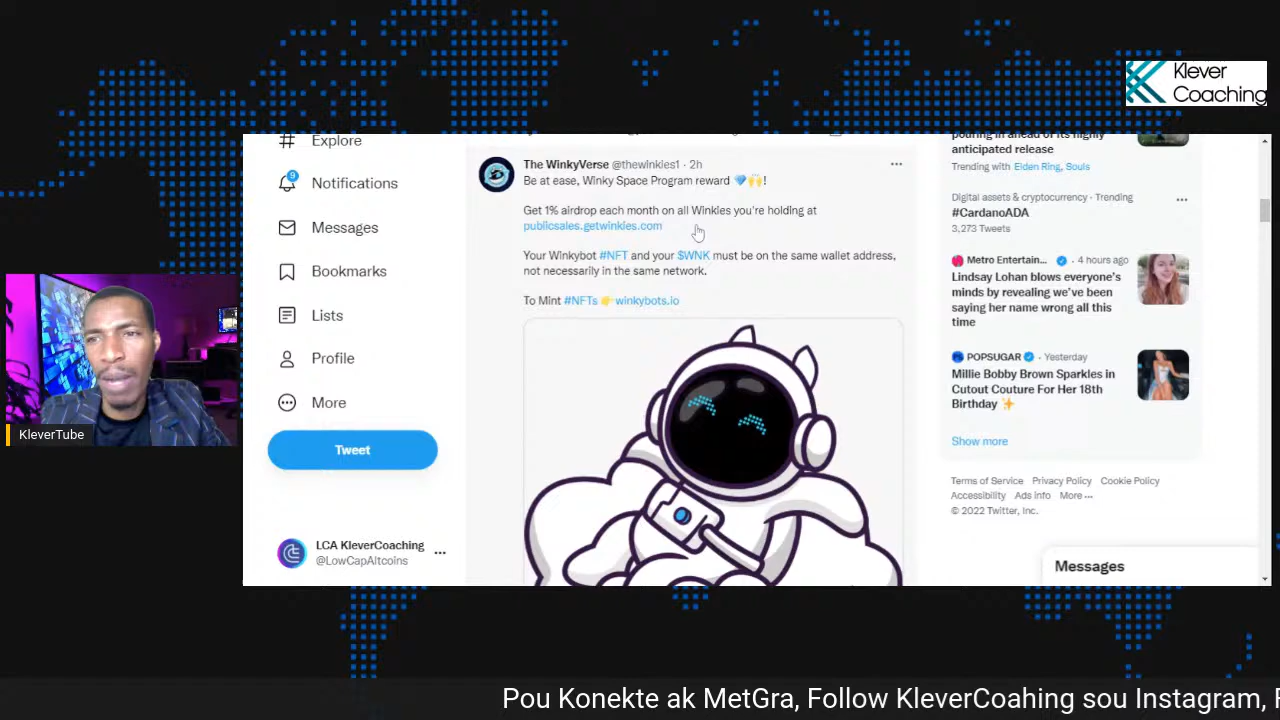 Klever
Coaching
Explore
9
Notifications
Messages
Bookmarks
Lists
Profile
More
Tweet
LCA KleverCoaching
@LowCapAltcoins
The WinkyVerse @thewinkies1 · 2h
Be at ease, Winky Space Program reward 💎🙌!
Get 1% airdrop each month on all Winkies you're holding at
publicsales.getwinkies.com
Your Winkybot #NFT and your $WNK must be on the same wallet address,
not necessarily in the same network.
To Mint #NFTs 👉 winkybots.io
pouring in ahead of its highly
anticipated release
Trending with Elden Ring, Souls
Digital assets & cryptocurrency · Trending
#CardanoADA
3,273 Tweets
Metro Entertain... · 4 hours ago
Lindsay Lohan blows everyone's
minds by revealing we've been
saying her name wrong all this
time
POPSUGAR · Yesterday
Millie Bobby Brown Sparkles in
Cutout Couture For Her 18th
Birthday ✨
Show more
Terms of Service Privacy Policy Cookie Policy
Accessibility Ads info More ···
© 2022 Twitter, Inc.
Messages
KleverTube
Pou Konekte ak MetGra, Follow KleverCoahing sou Instagram,